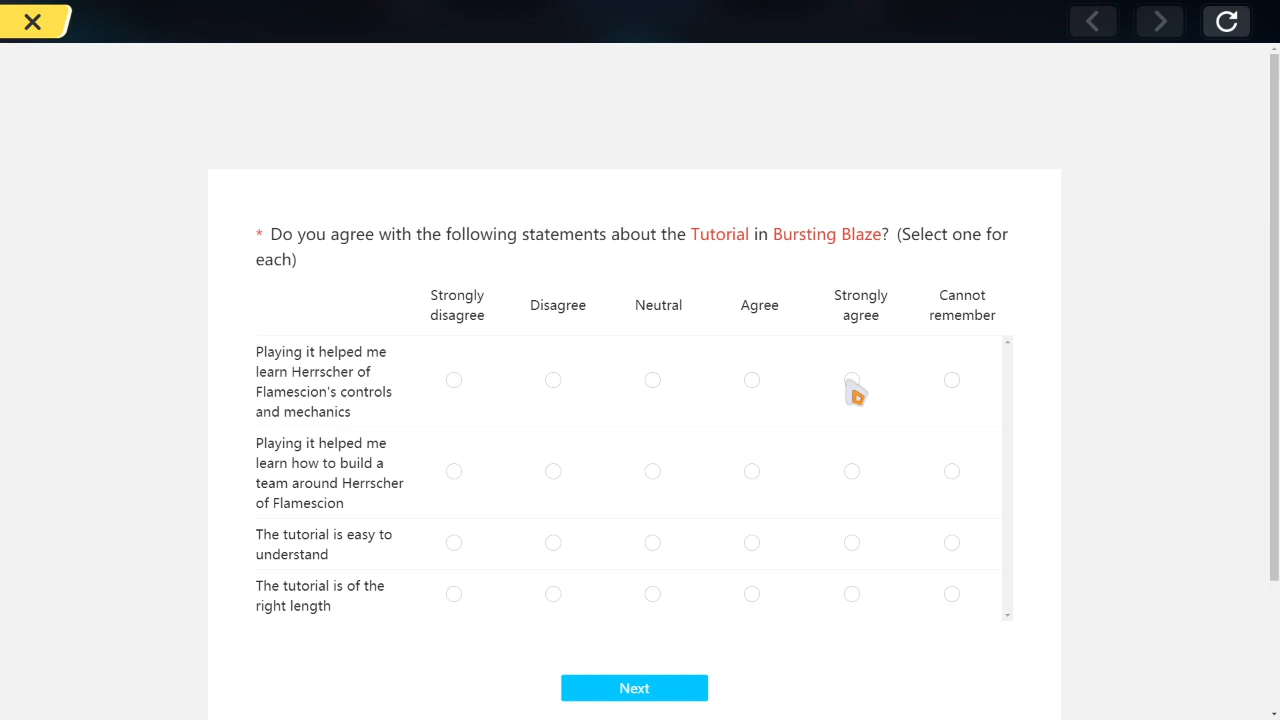 * Do you agree with the following statements about the Tutorial in Bursting Blaze? (Select one for
each)
Strongly
disagree
Disagree
Neutral
Agree
Strongly
agree
Cannot
remember
Playing it helped me
learn Herrscher of
Flamescion's controls
and mechanics
Playing it helped me
learn how to build a
team around Herrscher
of Flamescion
The tutorial is easy to
understand
The tutorial is of the
right length
Next